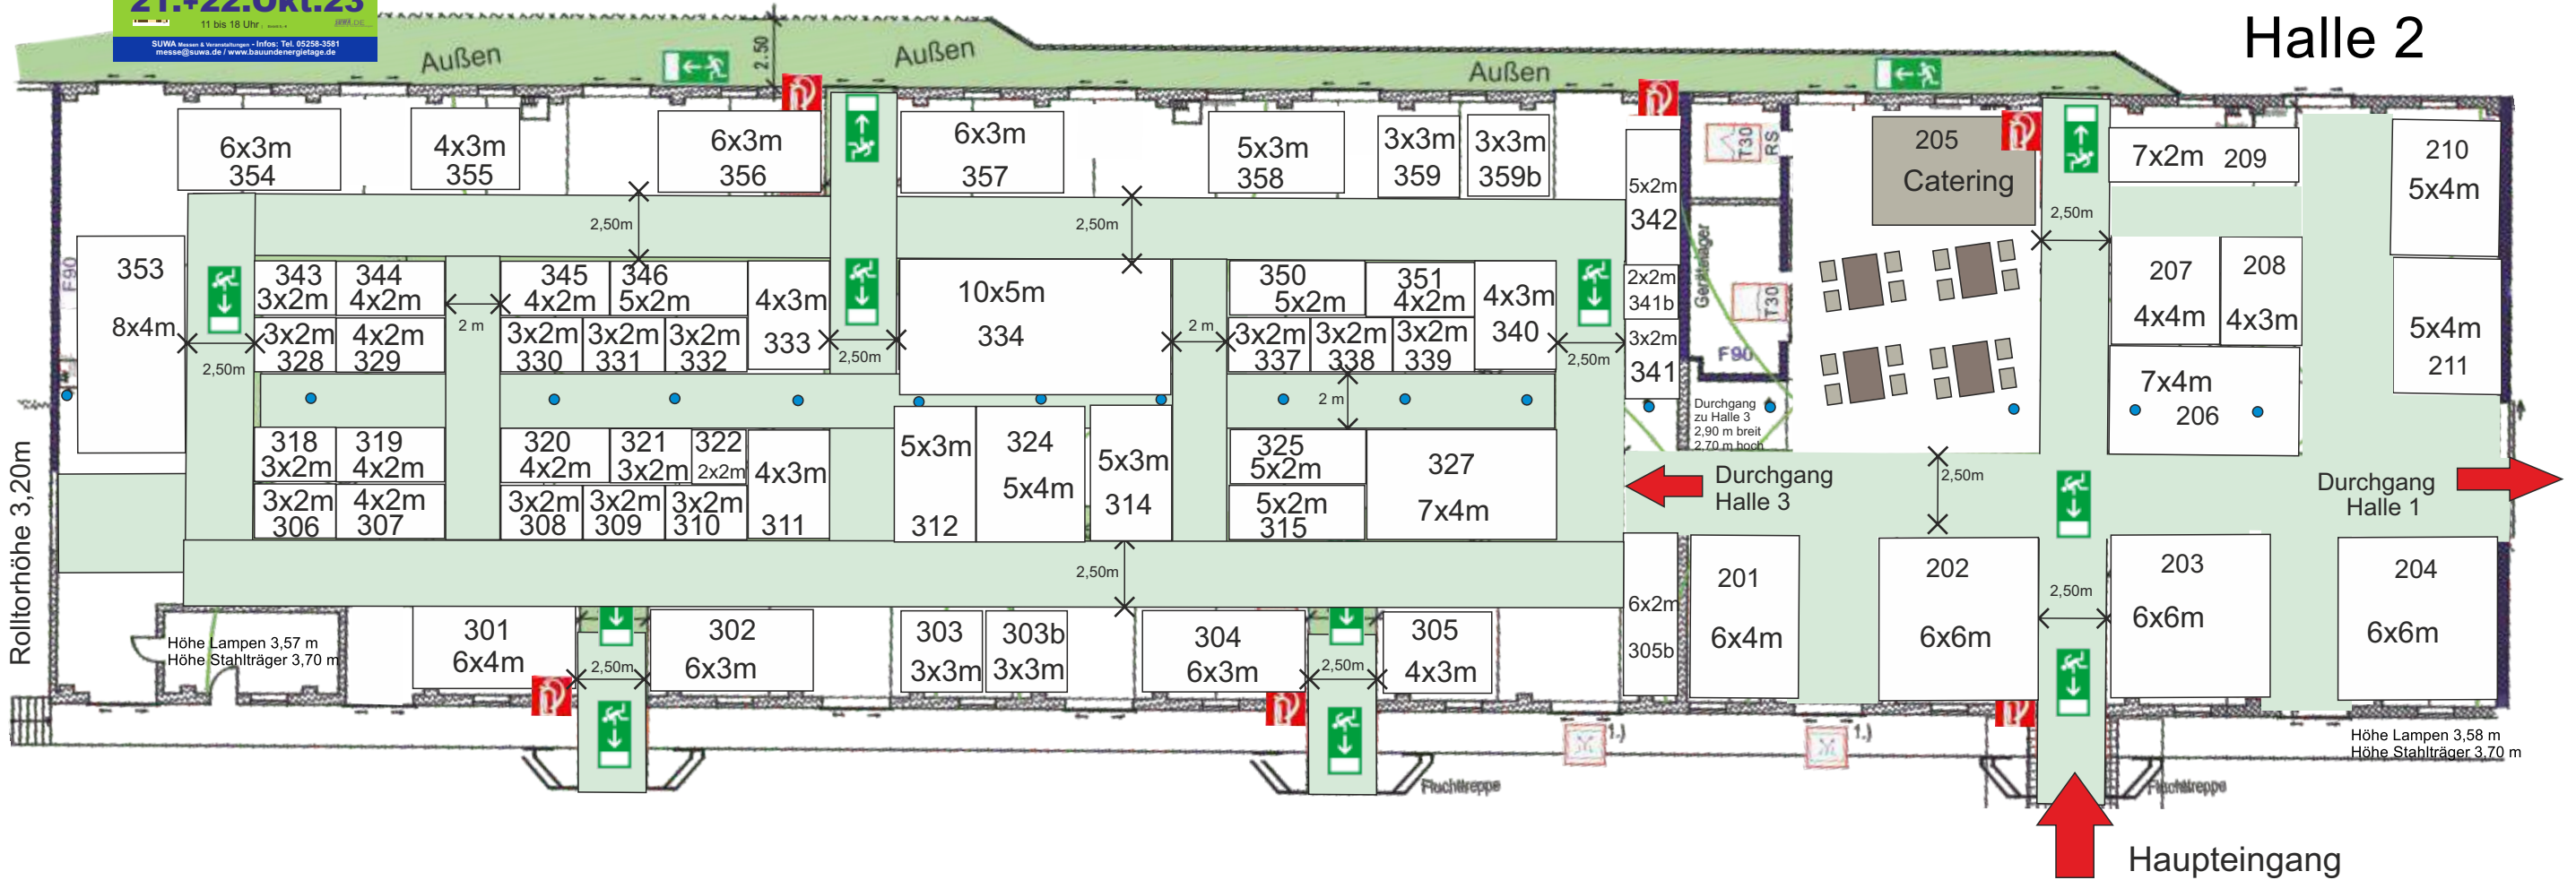 21.+22.Okt.23
11 bis 18 Uhr
SUWA Messen & Veranstaltungen - Infos: Tel. 05258-3581
messe@suwa.de / www.bauundenergietage.de
Halle 2
Außen
2.50
Außen
Außen
6x3m
354
4x3m
355
6x3m
356
6x3m
357
5x3m
358
3x3m
359
3x3m
359b
5x2m
342
T30
RS
205
Catering
7x2m 209
210
5x4m
2,50m
2,50m
2,50m
F90
353
8x4m
343
3x2m
344
4x2m
345
4x2m
346
5x2m
4x3m
333
10x5m
334
350
5x2m
351
4x2m
4x3m
340
2x2m
341b
Gerätelager
T30
207
4x4m
208
4x3m
5x4m
211
2 m
2 m
3x2m
328
4x2m
329
3x2m
330
3x2m
331
3x2m
332
3x2m
337
3x2m
338
3x2m
339
3x2m
341
F90
2,50m
2,50m
2,50m
2 m
7x4m
206
Durchgang
zu Halle 3
2,90 m breit
2,70 m hoch
Rolltorhöhe 3,20m
318
3x2m
319
4x2m
320
4x2m
321
3x2m
322
2x2m
4x3m
311
5x3m
312
324
5x4m
5x3m
314
325
5x2m
327
7x4m
Durchgang
Halle 3
2,50m
Durchgang
Halle 1
3x2m
306
4x2m
307
3x2m
308
3x2m
309
3x2m
310
5x2m
315
2,50m
201
6x4m
202
6x6m
2,50m
203
6x6m
204
6x6m
6x2m
305b
Höhe Lampen 3,57 m
Höhe Stahlträger 3,70 m
301
6x4m
2,50m
302
6x3m
303
3x3m
303b
3x3m
304
6x3m
2,50m
305
4x3m
1.)
1.)
Höhe Lampen 3,58 m
Höhe Stahlträger 3,70 m
Fluchttreppe
Fluchttreppe
Haupteingang